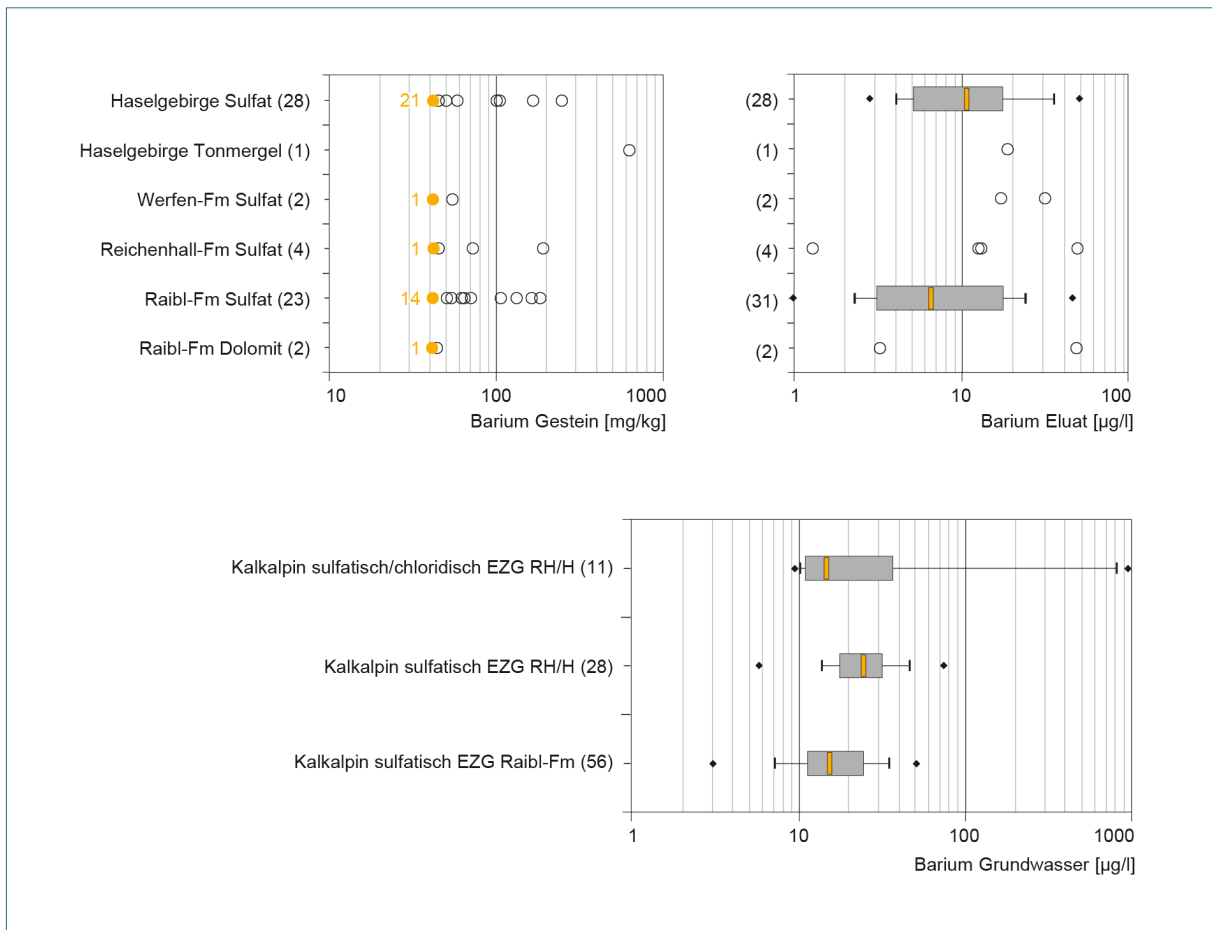 Haselgebirge Sulfat (28) 21 (28)
Haselgebirge Tonmergel (1) (1)
Werfen-Fm Sulfat (2) 1 (2)
Reichenhall-Fm Sulfat (4) 1 (4)
Raibl-Fm Sulfat (23) 14 (31)
Raibl-Fm Dolomit (2) 1 (2)
10 100 1000 1 10 100
Barium Gestein [mg/kg] Barium Eluat [µg/l]
Kalkalpin sulfatisch/chloridisch EZG RH/H (11)
Kalkalpin sulfatisch EZG RH/H (28)
Kalkalpin sulfatisch EZG Raibl-Fm (56)
1 10 100 1000
Barium Grundwasser [µg/l]